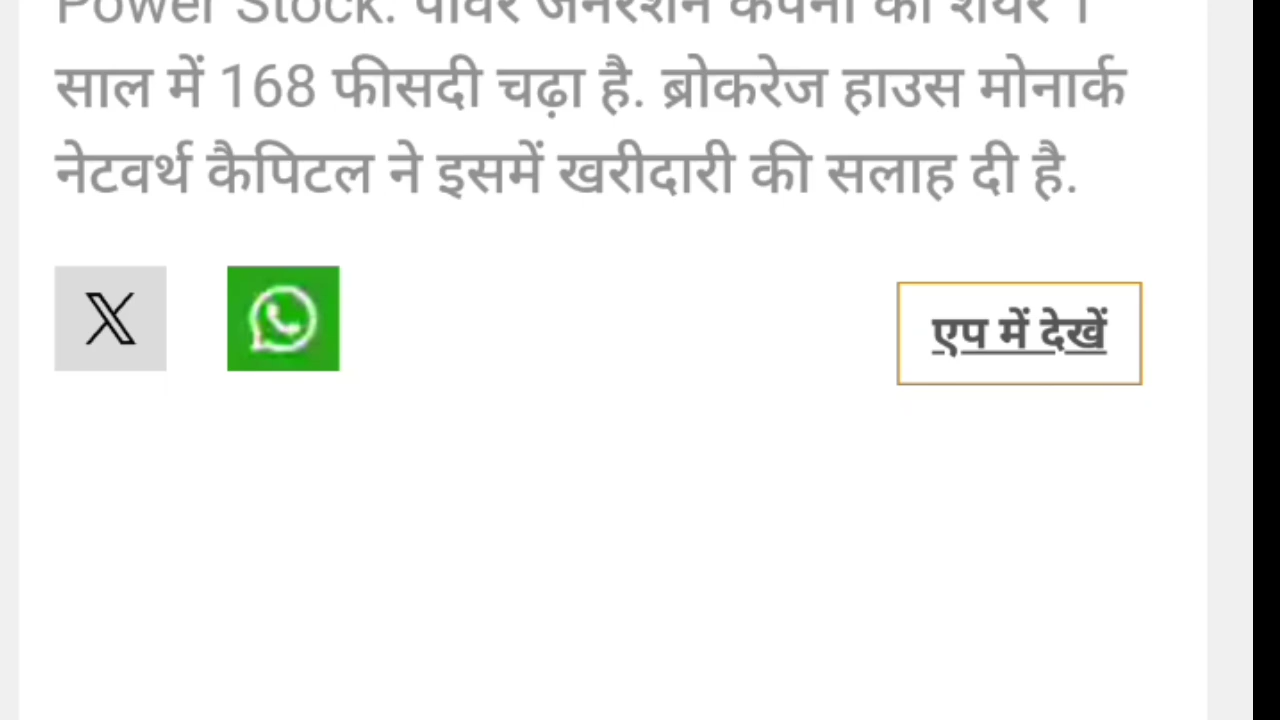 Power Stock: पावर जनरेशन कंपनी का शेयर 1
साल में 168 फीसदी चढ़ा है. ब्रोकरेज हाउस मोनार्क
नेटवर्थ कैपिटल ने इसमें खरीदारी की सलाह दी है.
एप में देखें